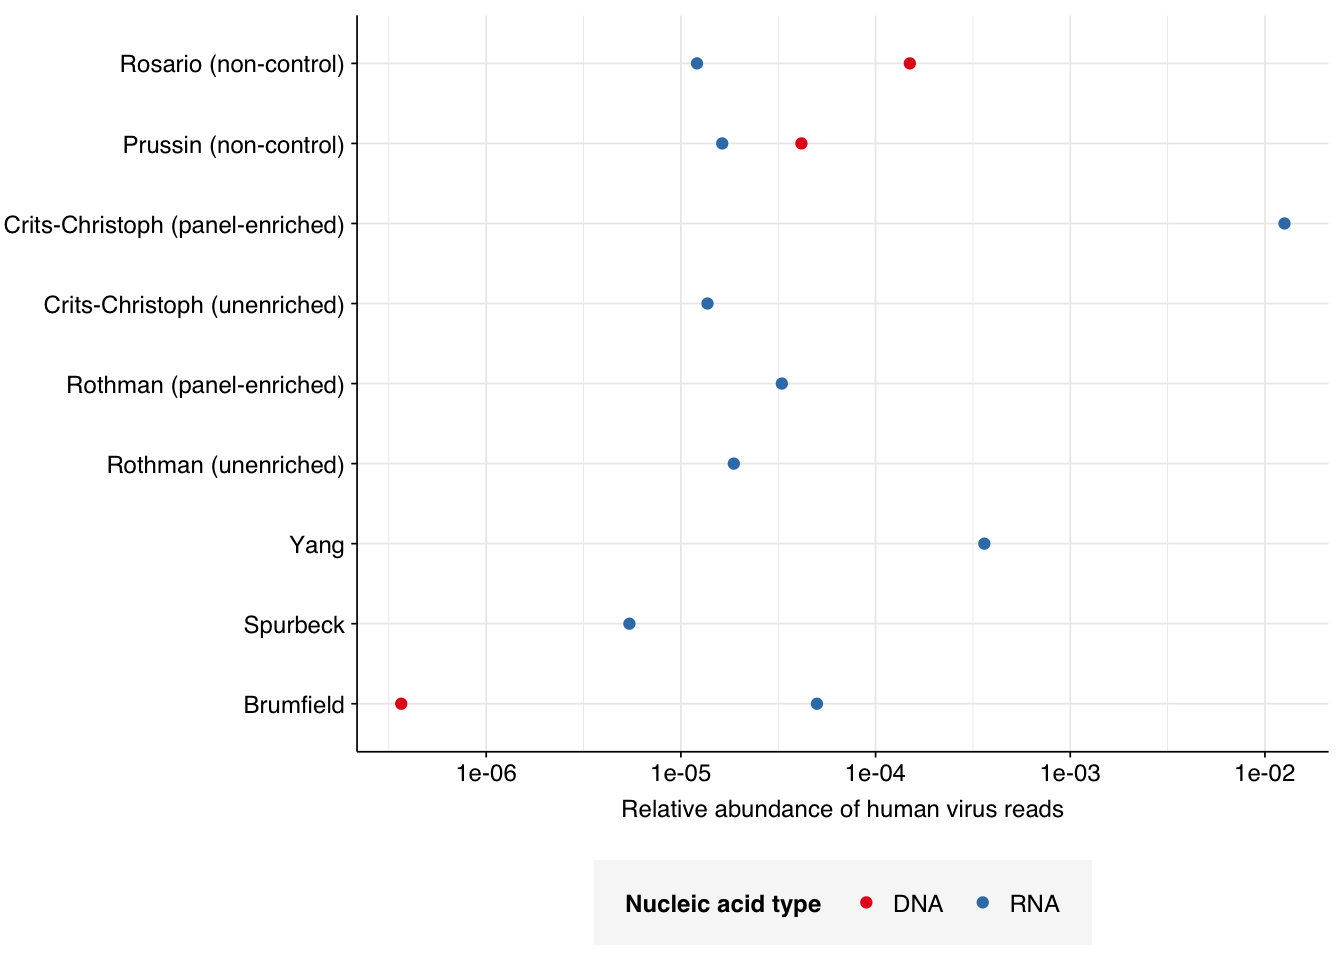 Rosario (non-control)
Prussin (non-control)
Crits-Christoph (panel-enriched)
Crits-Christoph (unenriched)
Rothman (panel-enriched)
Rothman (unenriched)
Yang
Spurbeck
Brumfield
1e-06 1e-05 1e-04 1e-03 1e-02
Relative abundance of human virus reads
Nucleic acid type DNA RNA